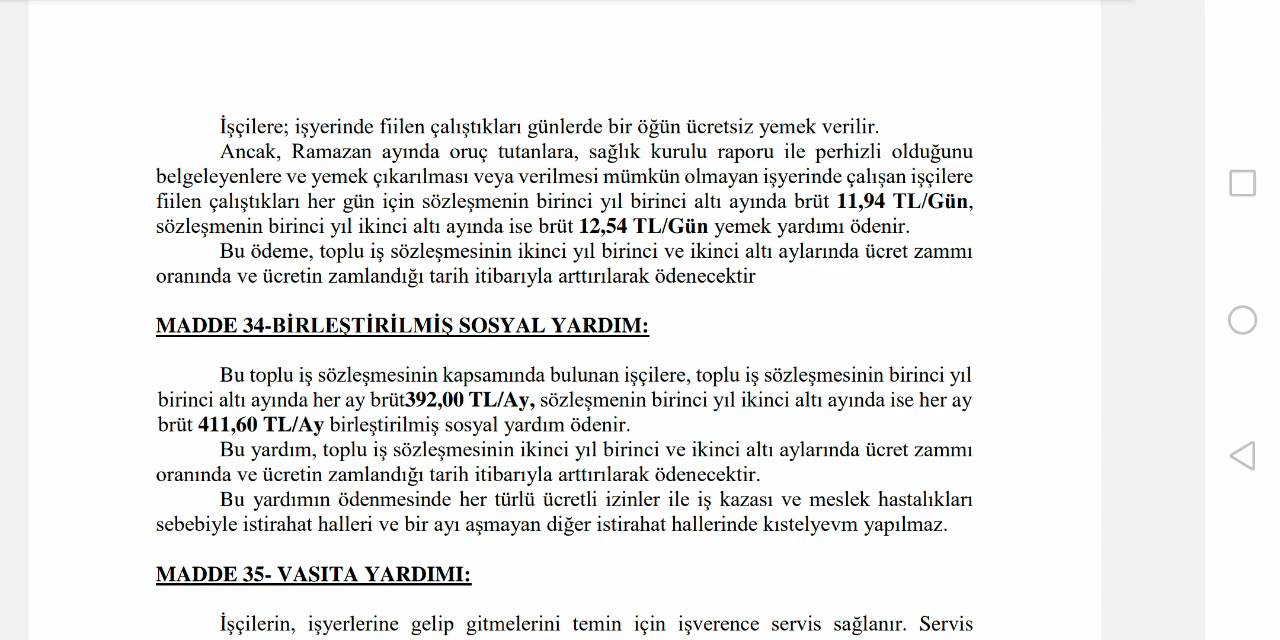 İşçilere; işyerinde fiilen çalıştıkları günlerde bir öğün ücretsiz yemek verilir.
Ancak, Ramazan ayında oruç tutanlara, sağlık kurulu raporu ile perhizli olduğunu
belgeleyenlere ve yemek çıkarılması veya verilmesi mümkün olmayan işyerinde çalışan işçilere
fiilen çalıştıkları her gün için sözleşmenin birinci yıl birinci altı ayında brüt 11,94 TL/Gün,
sözleşmenin birinci yıl ikinci altı ayında ise brüt 12,54 TL/Gün yemek yardımı ödenir.
Bu ödeme, toplu iş sözleşmesinin ikinci yıl birinci ve ikinci altı aylarında ücret zammı
oranında ve ücretin zamlandığı tarih itibarıyla arttırılarak ödenecektir
MADDE 34-BİRLEŞTİRİLMİŞ SOSYAL YARDIM:
Bu toplu iş sözleşmesinin kapsamında bulunan işçilere, toplu iş sözleşmesinin birinci yıl
birinci altı ayında her ay brüt392,00 TL/Ay, sözleşmenin birinci yıl ikinci altı ayında ise her ay
brüt 411,60 TL/Ay birleştirilmiş sosyal yardım ödenir.
Bu yardım, toplu iş sözleşmesinin ikinci yıl birinci ve ikinci altı aylarında ücret zammı
oranında ve ücretin zamlandığı tarih itibarıyla arttırılarak ödenecektir.
Bu yardımın ödenmesinde her türlü ücretli izinler ile iş kazası ve meslek hastalıkları
sebebiyle istirahat halleri ve bir ayı aşmayan diğer istirahat hallerinde kıstelyevm yapılmaz.
MADDE 35- VASITA YARDIMI:
İşçilerin, işyerlerine gelip gitmelerini temin için işverence servis sağlanır. Servis